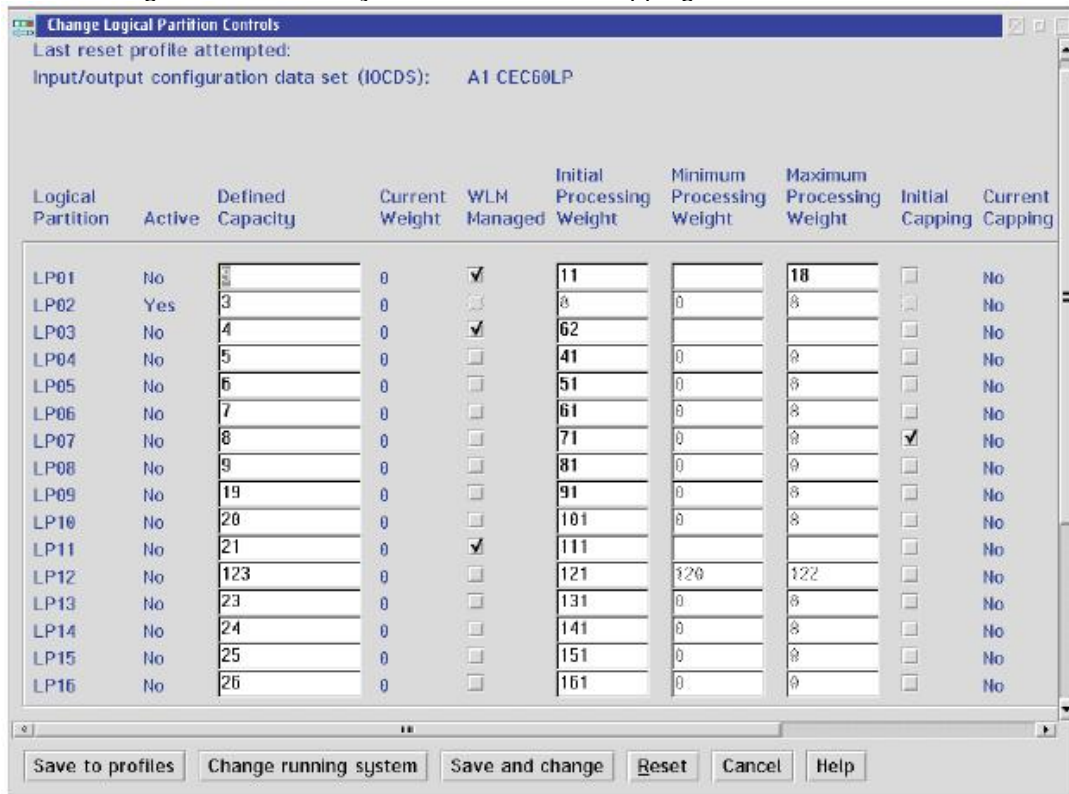 Change Logical Partition Controls
Last reset profile attempted:
Input/output configuration data set (IOCDS): A1 CEC60LP
Initial Minimum Maximum
Logical Defined Current WLM Processing Processing Processing Initial Current
Partition Active Capacity Weight Managed Weight Weight Weight Capping Capping
LP01 No 0 11 18 No
LP02 Yes 3 0 0 No
LP03 No 4 0 62 No
LP04 No 5 0 41 0 No
LP05 No 6 0 51 0 No
LP06 No 7 0 61 0 No
LP07 No 8 0 71 0 No
LP08 No 9 0 81 0 No
LP09 No 19 0 91 0 No
LP10 No 20 0 101 0 No
LP11 No 21 0 111 No
LP12 No 123 0 121 120 122 No
LP13 No 23 0 131 0 No
LP14 No 24 0 141 0 No
LP15 No 25 0 151 0 No
LP16 No 26 0 161 0 No
Save to profiles Change running system Save and change Reset Cancel Help